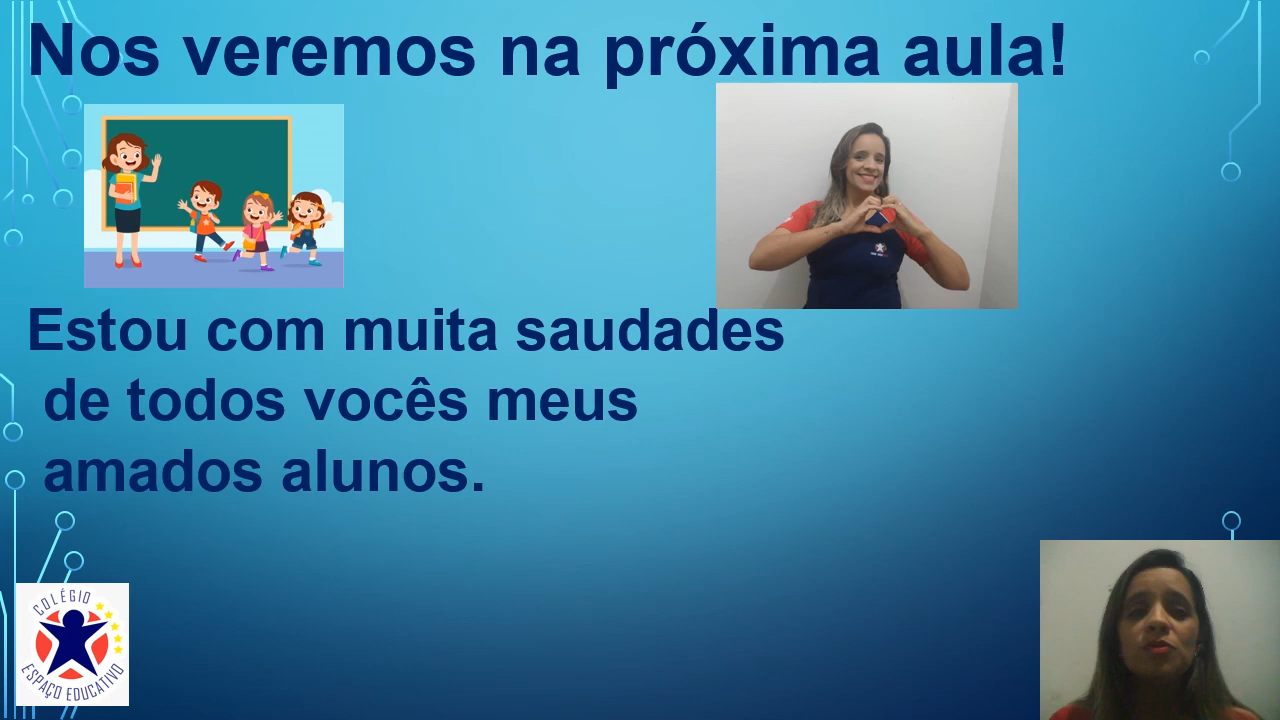 Nos veremos na próxima aula!
Estou com muita saudades
de todos vocês meus
amados alunos.
COLÉGIO
ESPAÇO EDUCATIVO